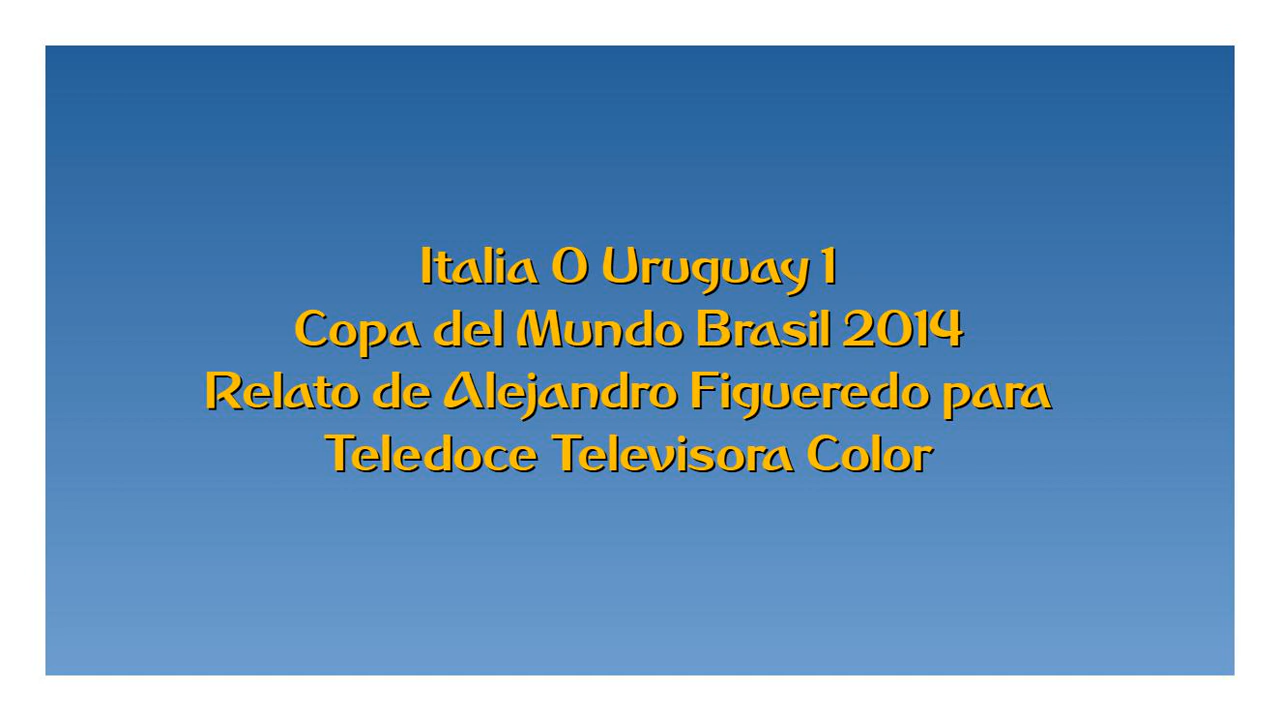 Italia 0 Uruguay 1
Copa del Mundo Brasil 2014
Relato de Alejandro Figueredo para
Teledoce Televisora Color